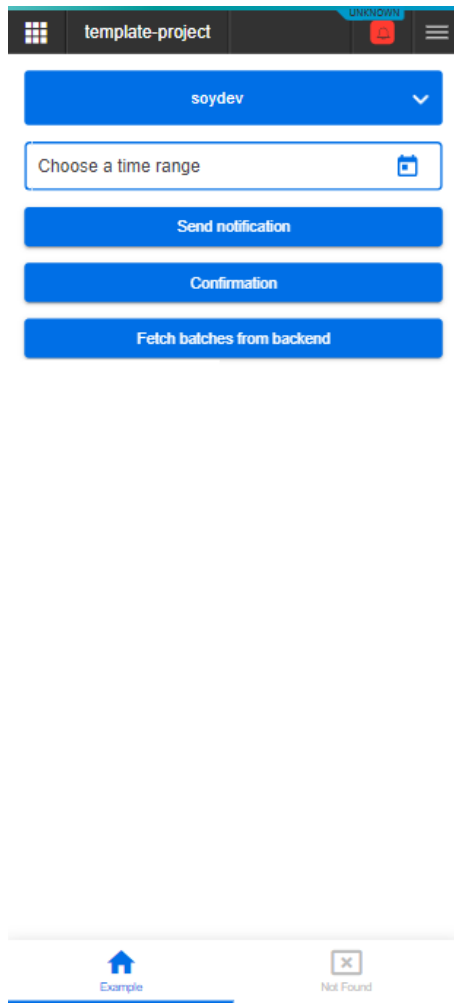 UNKNOWN
template-project
soydev
Choose a time range
Send notification
Confirmation
Fetch batches from backend
Example
Not Found